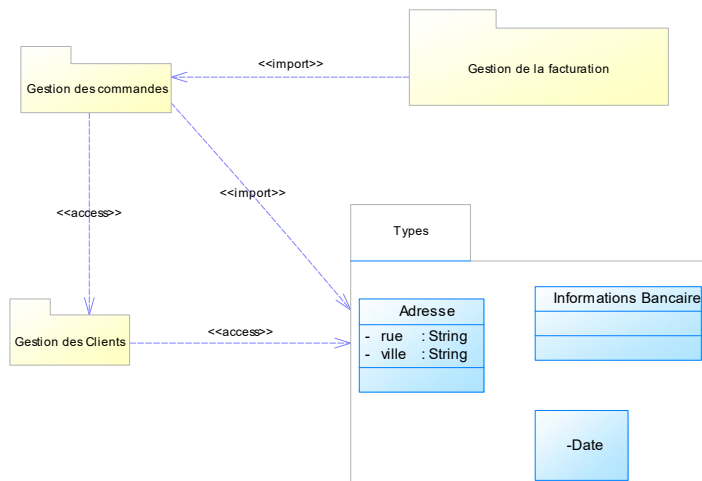 <<import>>
Gestion de la facturation
Gestion des commandes
<<import>>
<<access>>
Types
Informations Bancaire
Adresse
- rue : String
- ville : String
<<access>>
Gestion des Clients
-Date